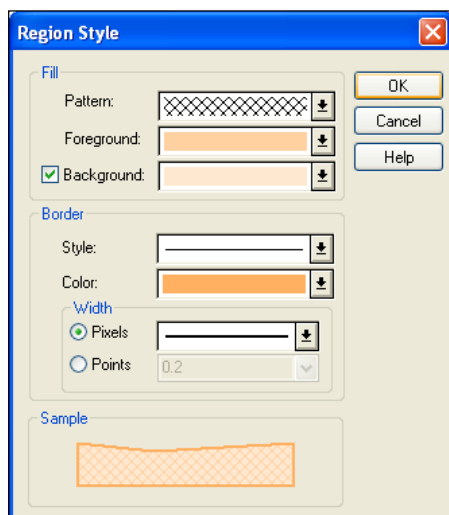 Region Style
Fill
Pattern:
OK
Foreground:
Cancel
Background:
Help
Border
Style:
Color:
Width
Pixels
Points
0.2
Sample